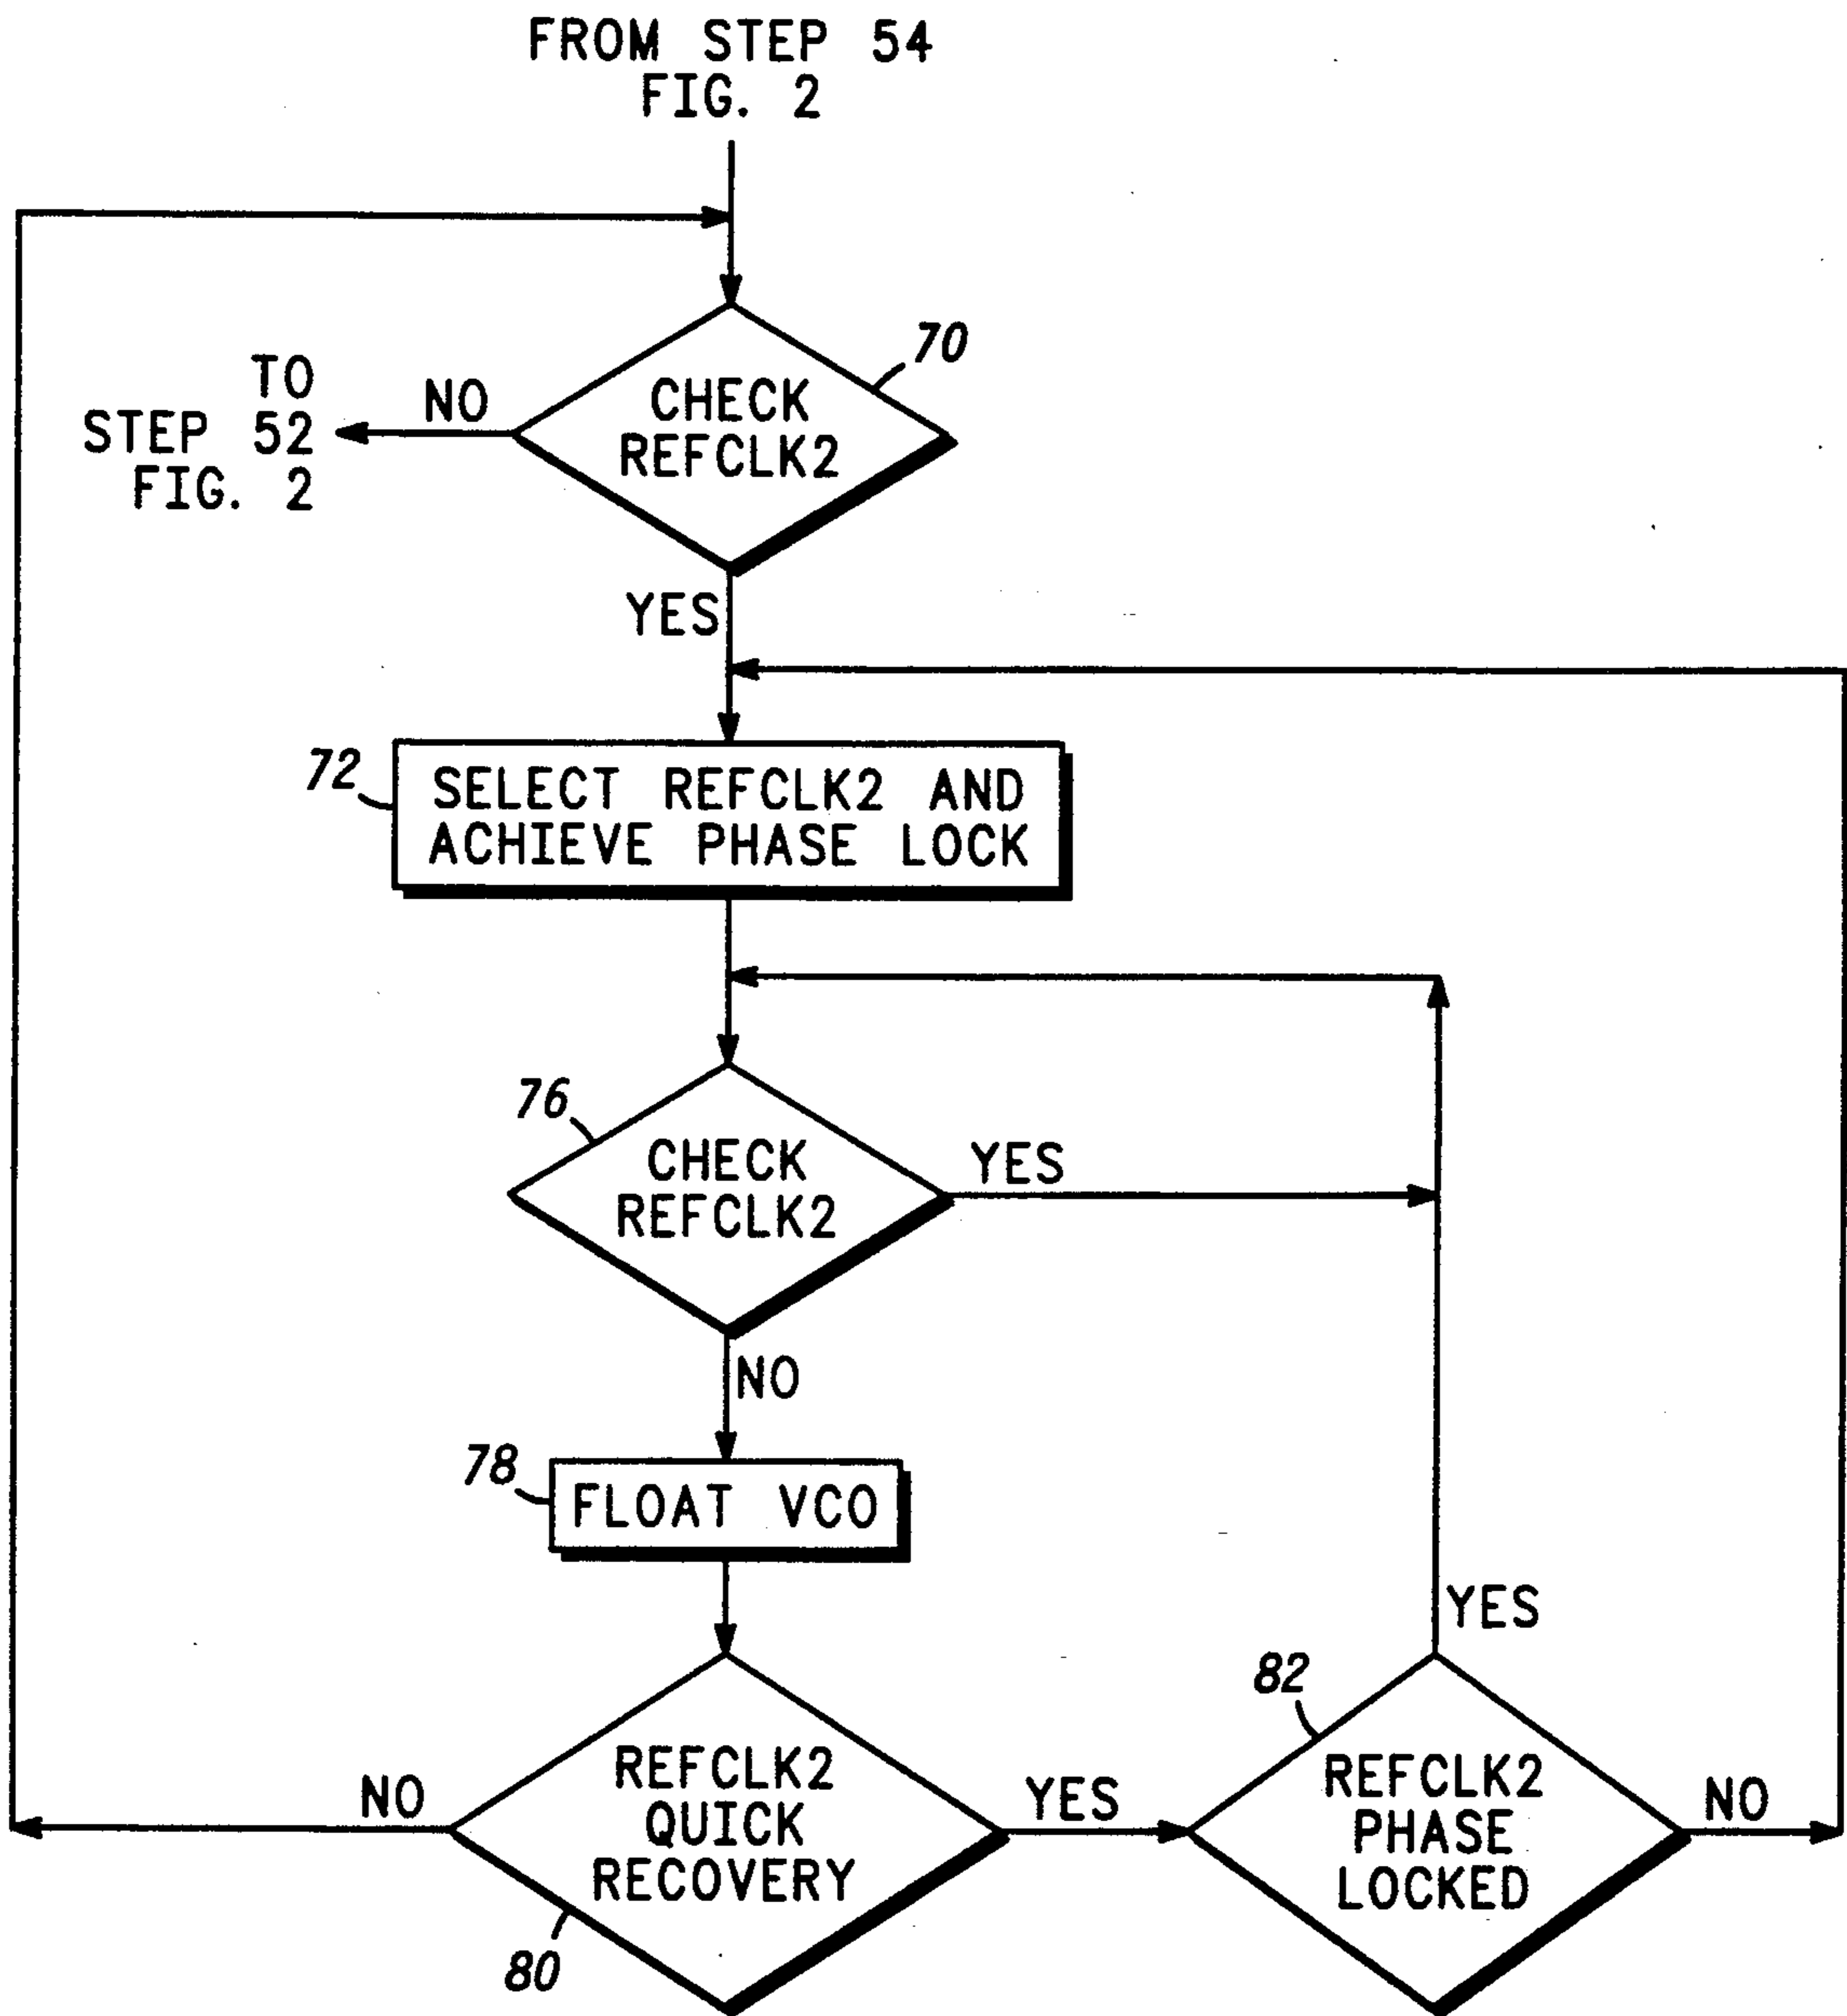 FROM STEP 54
FIG. 2
70
TO
STEP 52
FIG. 2
NO
CHECK
REFCLK2
YES
72
SELECT REFCLK2 AND
ACHIEVE PHASE LOCK
76
CHECK
REFCLK2
YES
NO
78
FLOAT VCO
YES
82
NO
REFCLK2
QUICK
RECOVERY
YES
REFCLK2
PHASE
LOCKED
NO
80